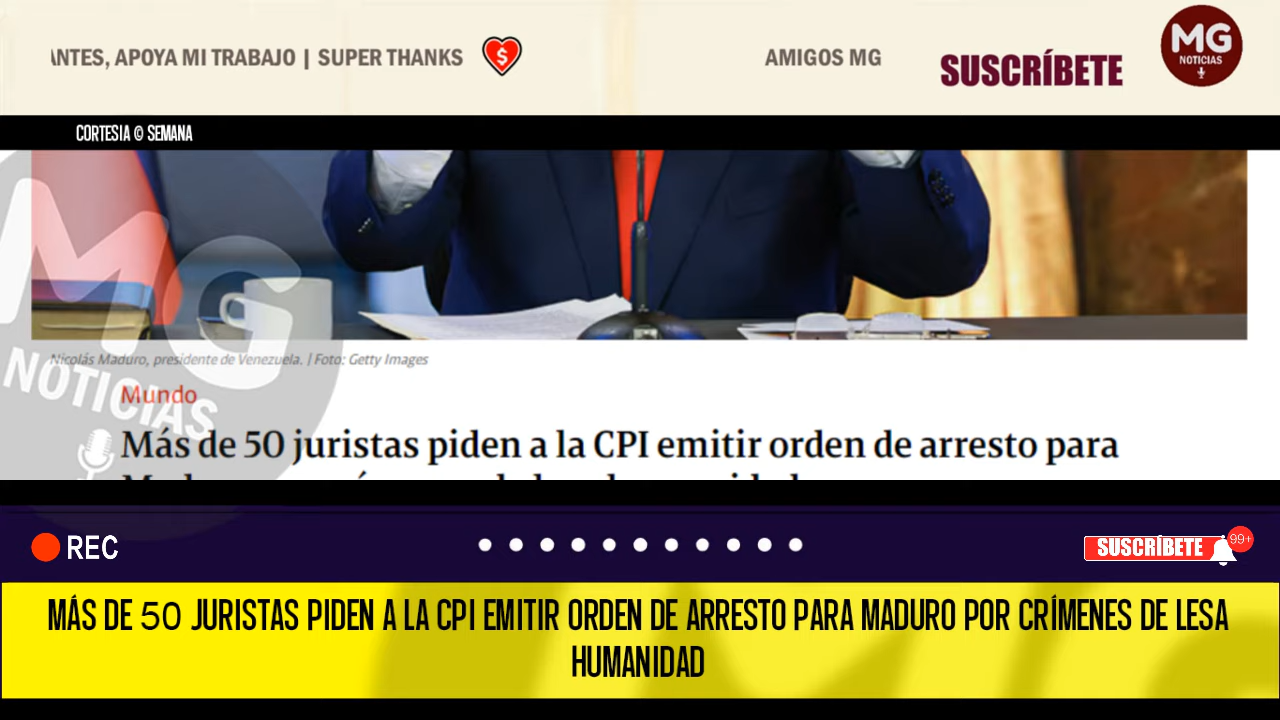 ANTES, APOYA MI TRABAJO | SUPER THANKS
$
AMIGOS MG
SUSCRÍBETE
MG
NOTICIAS
CORTESIA © SEMANA
Nicolás Maduro, presidente de Venezuela. | Foto: Getty Images
MG
NOTICIAS
Mundo
Más de 50 juristas piden a la CPI emitir orden de arresto para
REC
SUSCRÍBETE
99+
MÁS DE 50 JURISTAS PIDEN A LA CPI EMITIR ORDEN DE ARRESTO PARA MADURO POR CRÍMENES DE LESA
HUMANIDAD